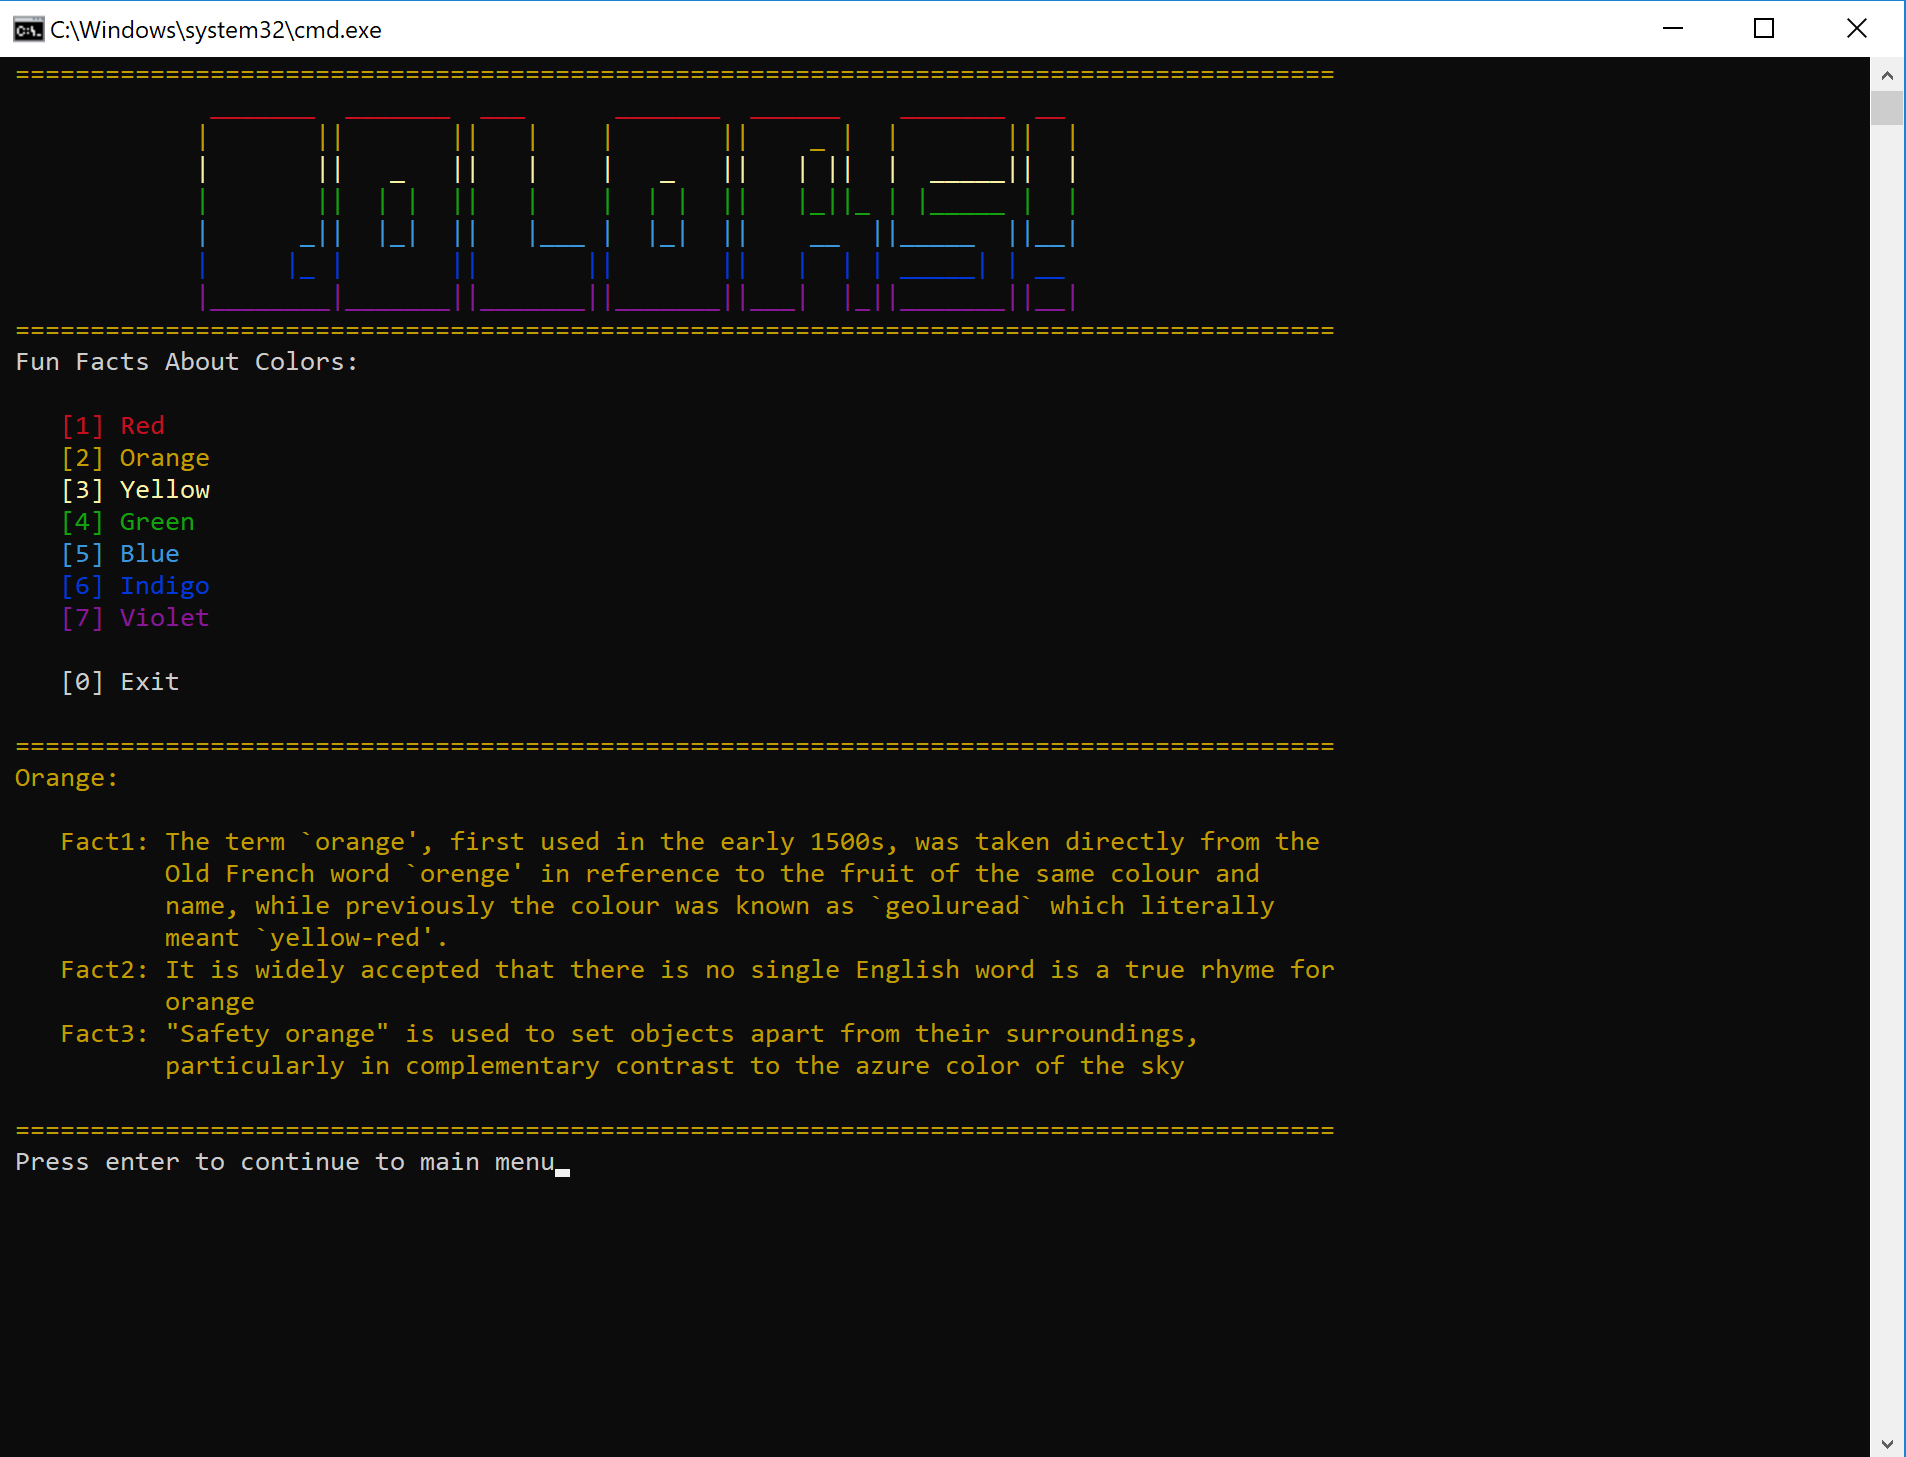 C:\Windows\system32\cmd.exe
========================================================================================
COLORS!
========================================================================================
Fun Facts About Colors:
[1] Red
[2] Orange
[3] Yellow
[4] Green
[5] Blue
[6] Indigo
[7] Violet
[0] Exit
========================================================================================
Orange:
Fact1: The term `orange', first used in the early 1500s, was taken directly from the
Old French word `orenge' in reference to the fruit of the same colour and
name, while previously the colour was known as `geoluread` which literally
meant `yellow-red'.
Fact2: It is widely accepted that there is no single English word is a true rhyme for
orange
Fact3: "Safety orange" is used to set objects apart from their surroundings,
particularly in complementary contrast to the azure color of the sky
========================================================================================
Press enter to continue to main menu_